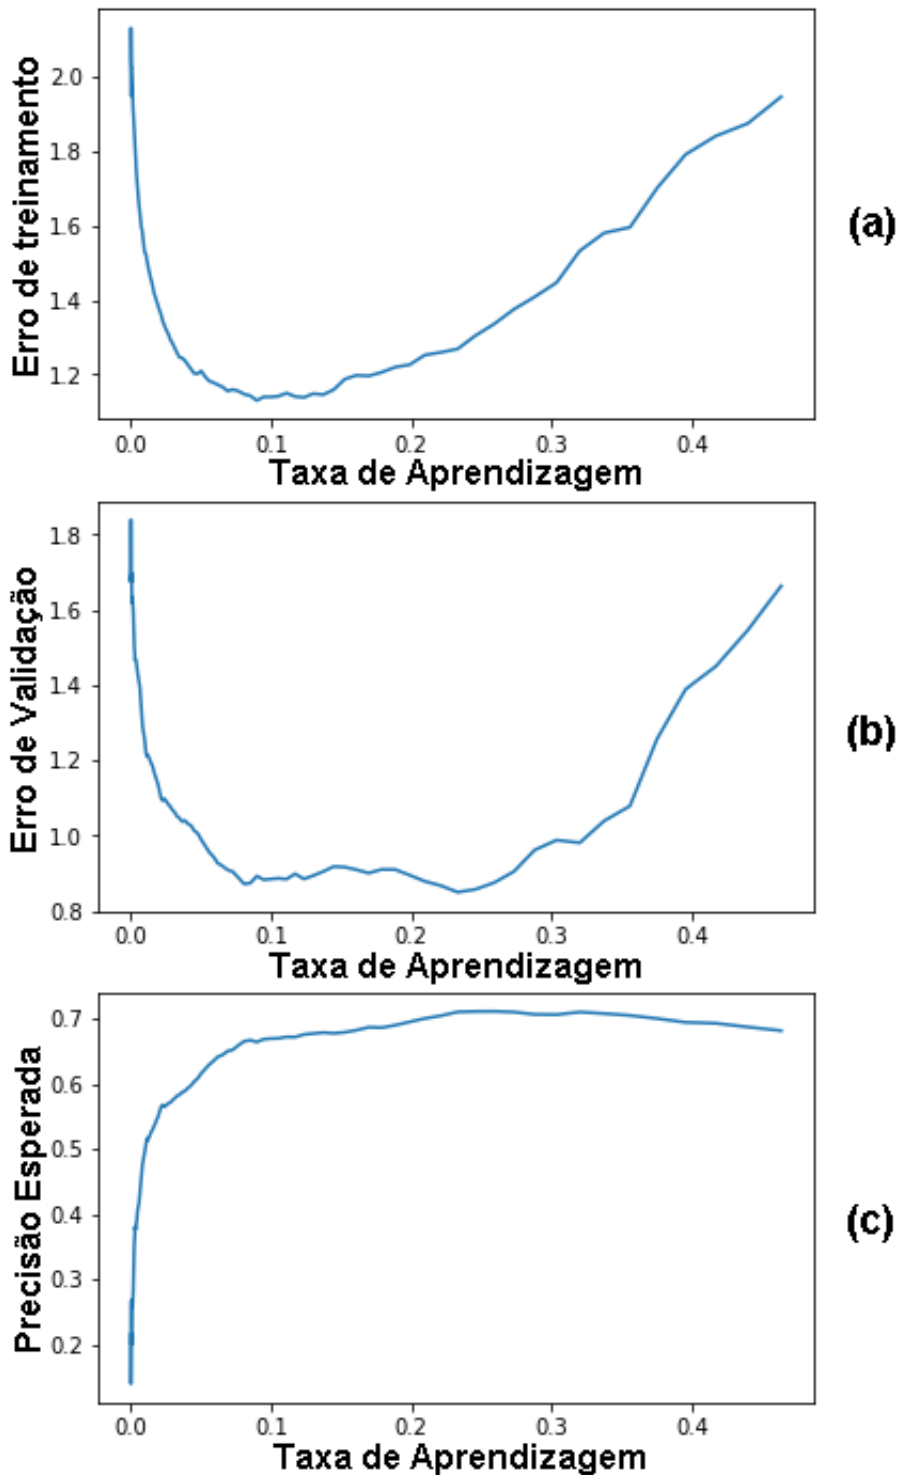 Erro de treinamento
2.0
1.8
1.6
1.4
1.2
0.0 0.1 0.2 0.3 0.4
Taxa de Aprendizagem
(a)
Erro de Validação
1.8
1.6
1.4
1.2
1.0
0.8
0.0 0.1 0.2 0.3 0.4
Taxa de Aprendizagem
(b)
Precisão Esperada
0.7
0.6
0.5
0.4
0.3
0.2
0.0 0.1 0.2 0.3 0.4
Taxa de Aprendizagem
(c)